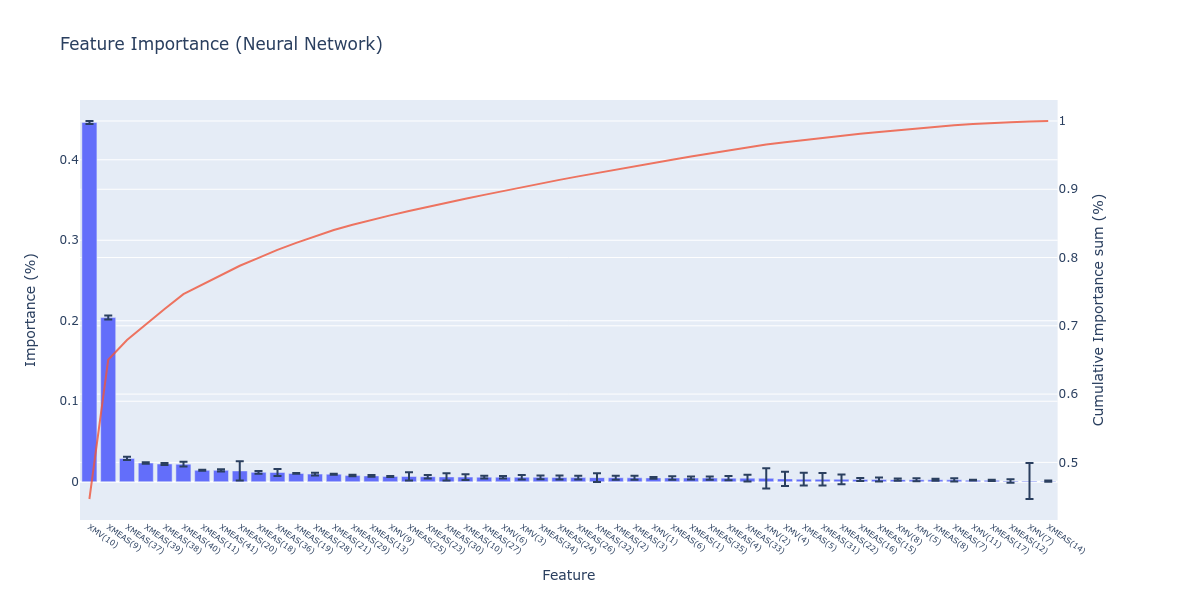 Feature Importance (Neural Network)
Importance (%)
0.4
0.3
0.2
0.1
0
1
0.9
0.8
0.7
0.6
0.5
Cumulative Importance sum (%)
XMV(10)
XMEAS(9)
XMEAS(37)
XMEAS(39)
XMEAS(38)
XMEAS(40)
XMEAS(11)
XMEAS(41)
XMEAS(20)
XMEAS(18)
XMEAS(36)
XMEAS(19)
XMEAS(28)
XMEAS(21)
XMEAS(29)
XMEAS(13)
XMV(9)
XMEAS(25)
XMEAS(23)
XMEAS(30)
XMEAS(10)
XMEAS(27)
XMV(6)
XMV(3)
XMEAS(34)
XMEAS(24)
XMEAS(26)
XMEAS(32)
XMEAS(2)
XMEAS(3)
XMV(1)
XMEAS(6)
XMEAS(1)
XMEAS(35)
XMEAS(4)
XMEAS(33)
XMV(2)
XMV(4)
XMEAS(5)
XMEAS(31)
XMEAS(22)
XMEAS(16)
XMEAS(15)
XMV(8)
XMV(5)
XMEAS(8)
XMEAS(7)
XMV(11)
XMEAS(17)
XMEAS(12)
XMV(7)
XMEAS(14)
Feature